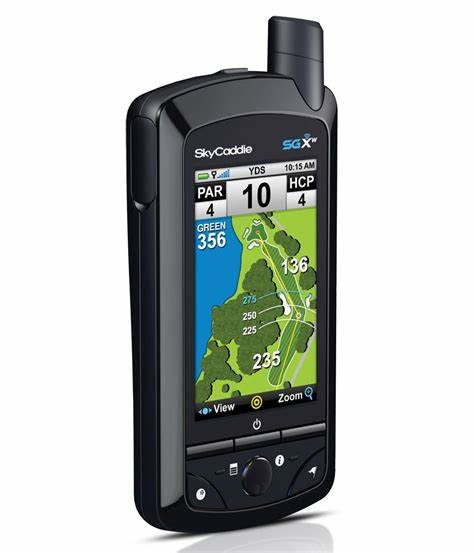 SkyCaddie SGXw
YDS 10:15 AM
PAR 10 HCP
4 4
GREEN
356
136
275
250
225
235
View Zoom
i